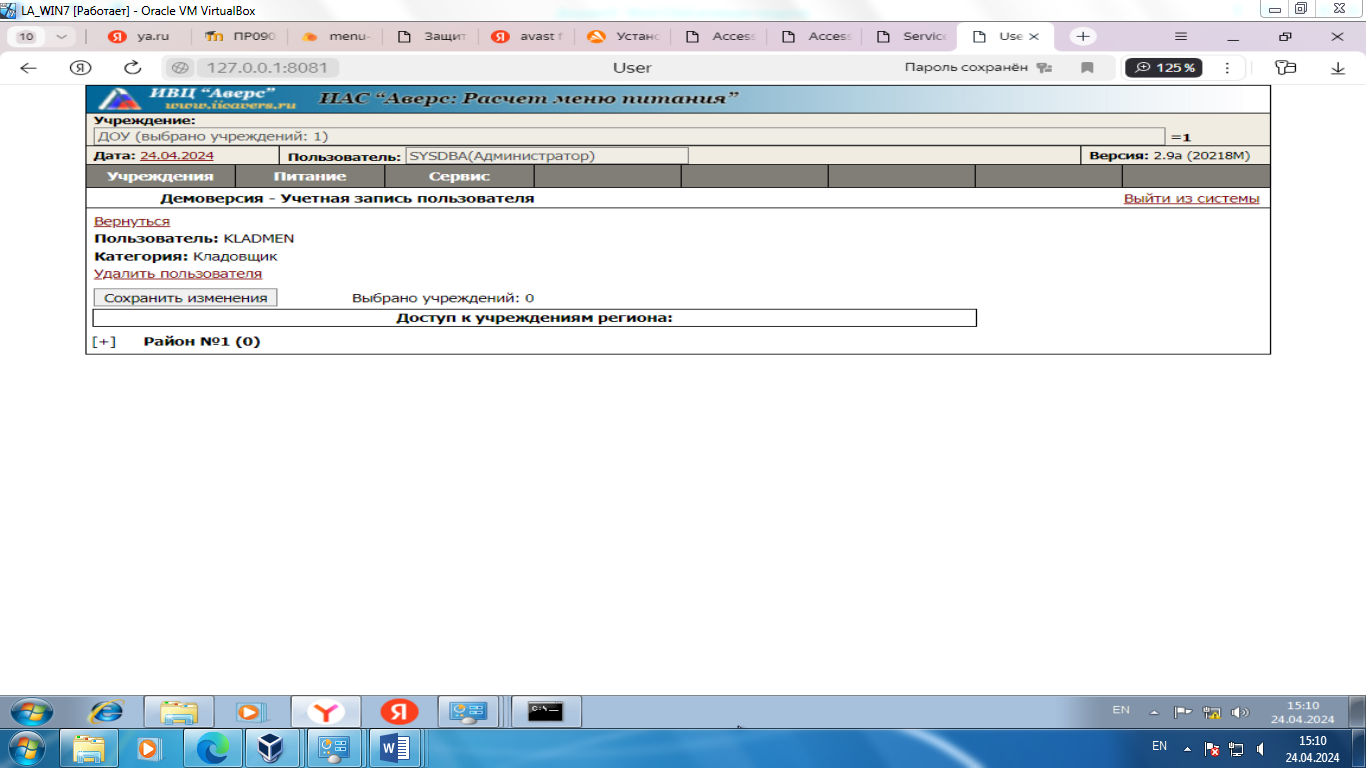 LA_WIN7 [Работает] - Oracle VM VirtualBox
10 ya.ru ПР090 menu- Защит avast f Устано Access Access Service Use
127.0.0.1:8081 User Пароль сохранён 125 %
ИВЦ “Аверс” ПАС “Аверс: Расчет меню питания”
www.iicavers.ru
Учреждение:
ДОУ (выбрано учреждений: 1) =1
Дата: 24.04.2024 Пользователь: SYSDBA(Администратор) Версия: 2.9a (20218M)
Учреждения Питание Сервис
Демоверсия - Учетная запись пользователя Выйти из системы
Вернуться
Пользователь: KLADMEN
Категория: Кладовщик
Удалить пользователя
Сохранить изменения Выбрано учреждений: 0
Доступ к учреждениям региона:
[+] Район №1 (0)
EN 15:10
24.04.2024
EN 15:10
24.04.2024